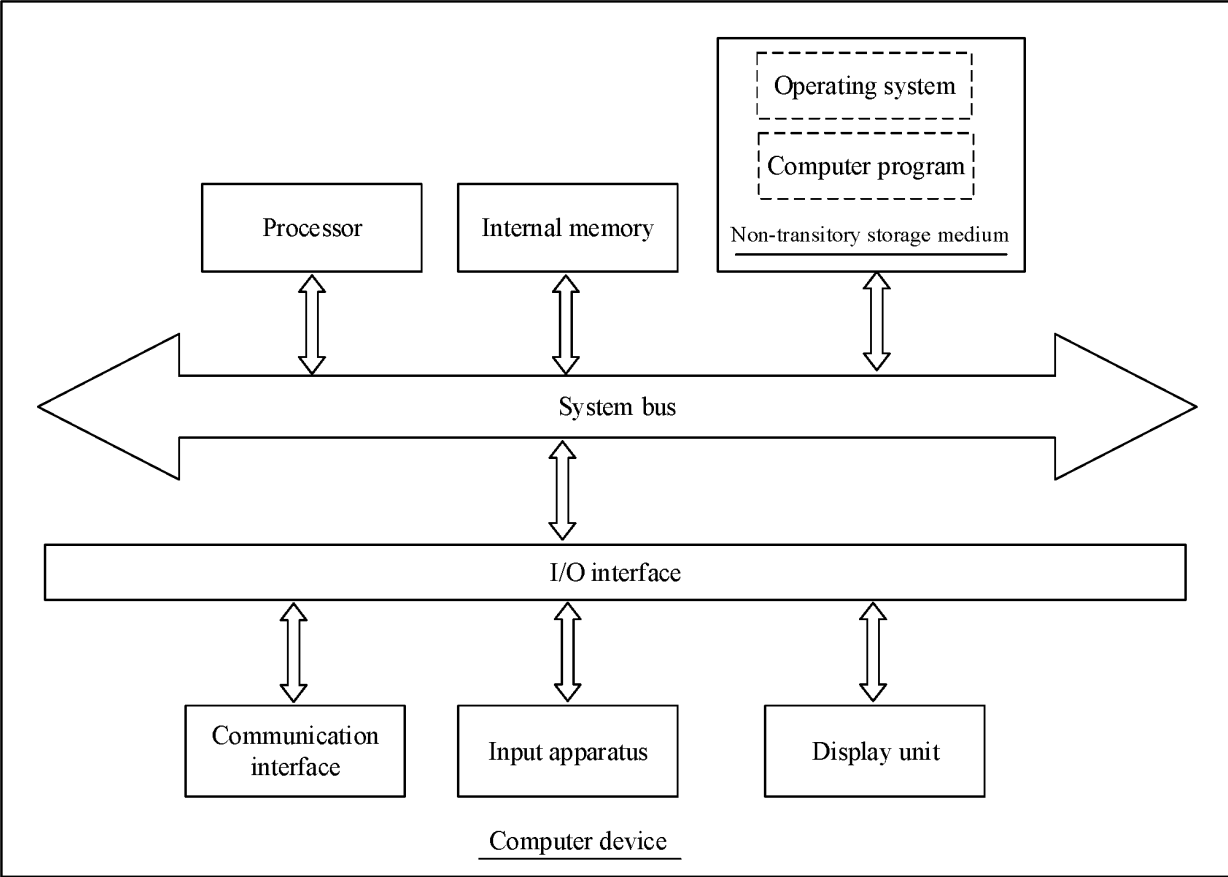 Operating system
Computer program
Non-transitory storage medium
Processor
Internal memory
System bus
I/O interface
Communication
interface
Input apparatus
Display unit
Computer device